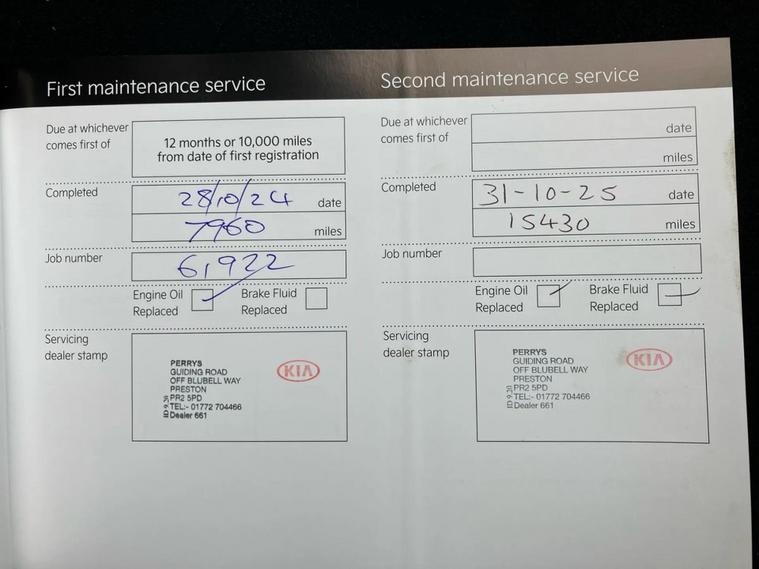 First maintenance service
Due at whichever
comes first of
12 months or 10,000 miles
from date of first registration
Completed
28/10/24 date
7960 miles
Job number
61922
Engine Oil
Replaced
Brake Fluid
Replaced
Servicing
dealer stamp
PERRYS
GUIDING ROAD
OFF BLUBELL WAY
PRESTON
PR2 5PD
TEL:- 01772 704466
Dealer 661
KIA
Second maintenance service
Due at whichever
comes first of
date
miles
Completed
31-10-25 date
15430 miles
Job number
Engine Oil
Replaced
Brake Fluid
Replaced
Servicing
dealer stamp
PERRYS
GUIDING ROAD
OFF BLUBELL WAY
PRESTON
PR2 5PD
TEL:- 01772 704466
Dealer 661
KIA